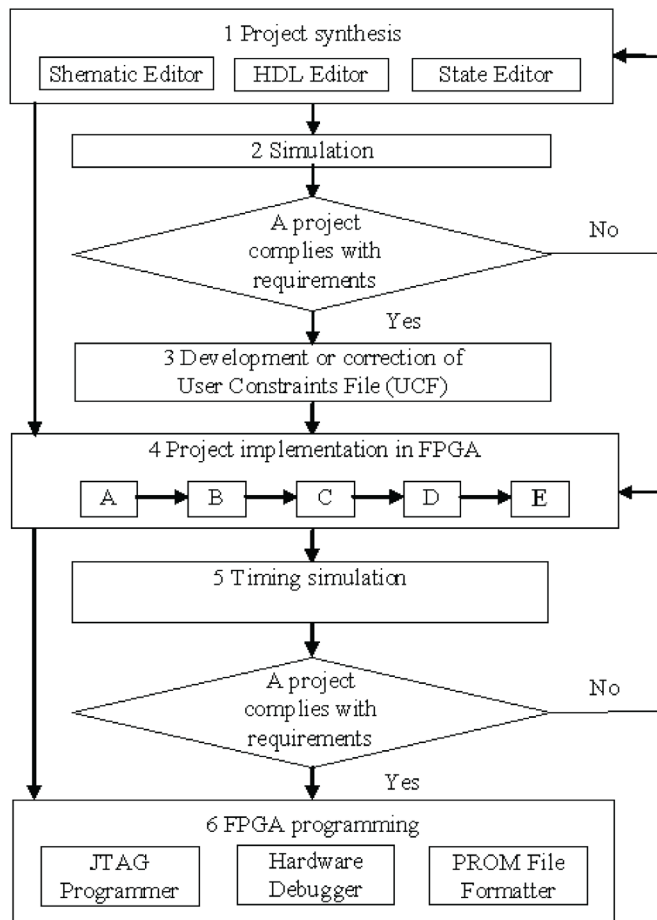 1 Project synthesis
Shematic Editor
HDL Editor
State Editor
2 Simulation
A project
complies with
requirements
No
Yes
3 Development or correction of
User Constraints File (UCF)
4 Project implementation in FPGA
A
B
C
D
E
5 Timing simulation
A project
complies with
requirements
No
Yes
6 FPGA programming
JTAG
Programmer
Hardware
Debugger
PROM File
Formatter